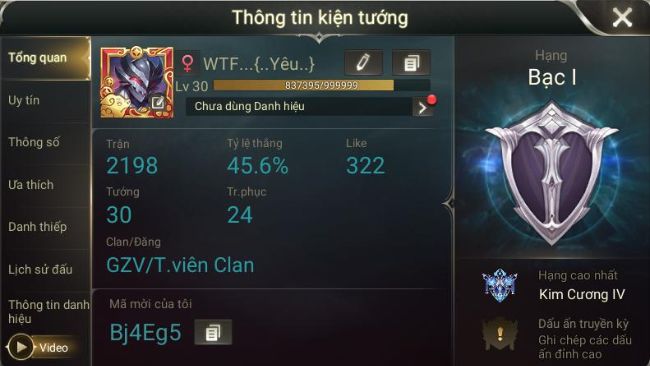 Thông tin kiện tướng
Tổng quan
Uy tín
Thông số
Ưa thích
Danh thiếp
Lịch sử đấu
Thông tin danh
hiệu
Video
WTF...{..Yêu..}
Lv 30
837395/999999
Chưa dùng Danh hiệu
Trận
Tỷ lệ thắng
Like
2198
45.6%
322
Tướng
Tr.phục
30
24
Clan/Đẳng
GZV/T.viên Clan
Mã mời của tôi
Bj4Eg5
Hạng
Bạc I
Hạng cao nhất
Kim Cương IV
Dấu ấn truyền kỳ
Ghi chép các dấu
ấn đỉnh cao